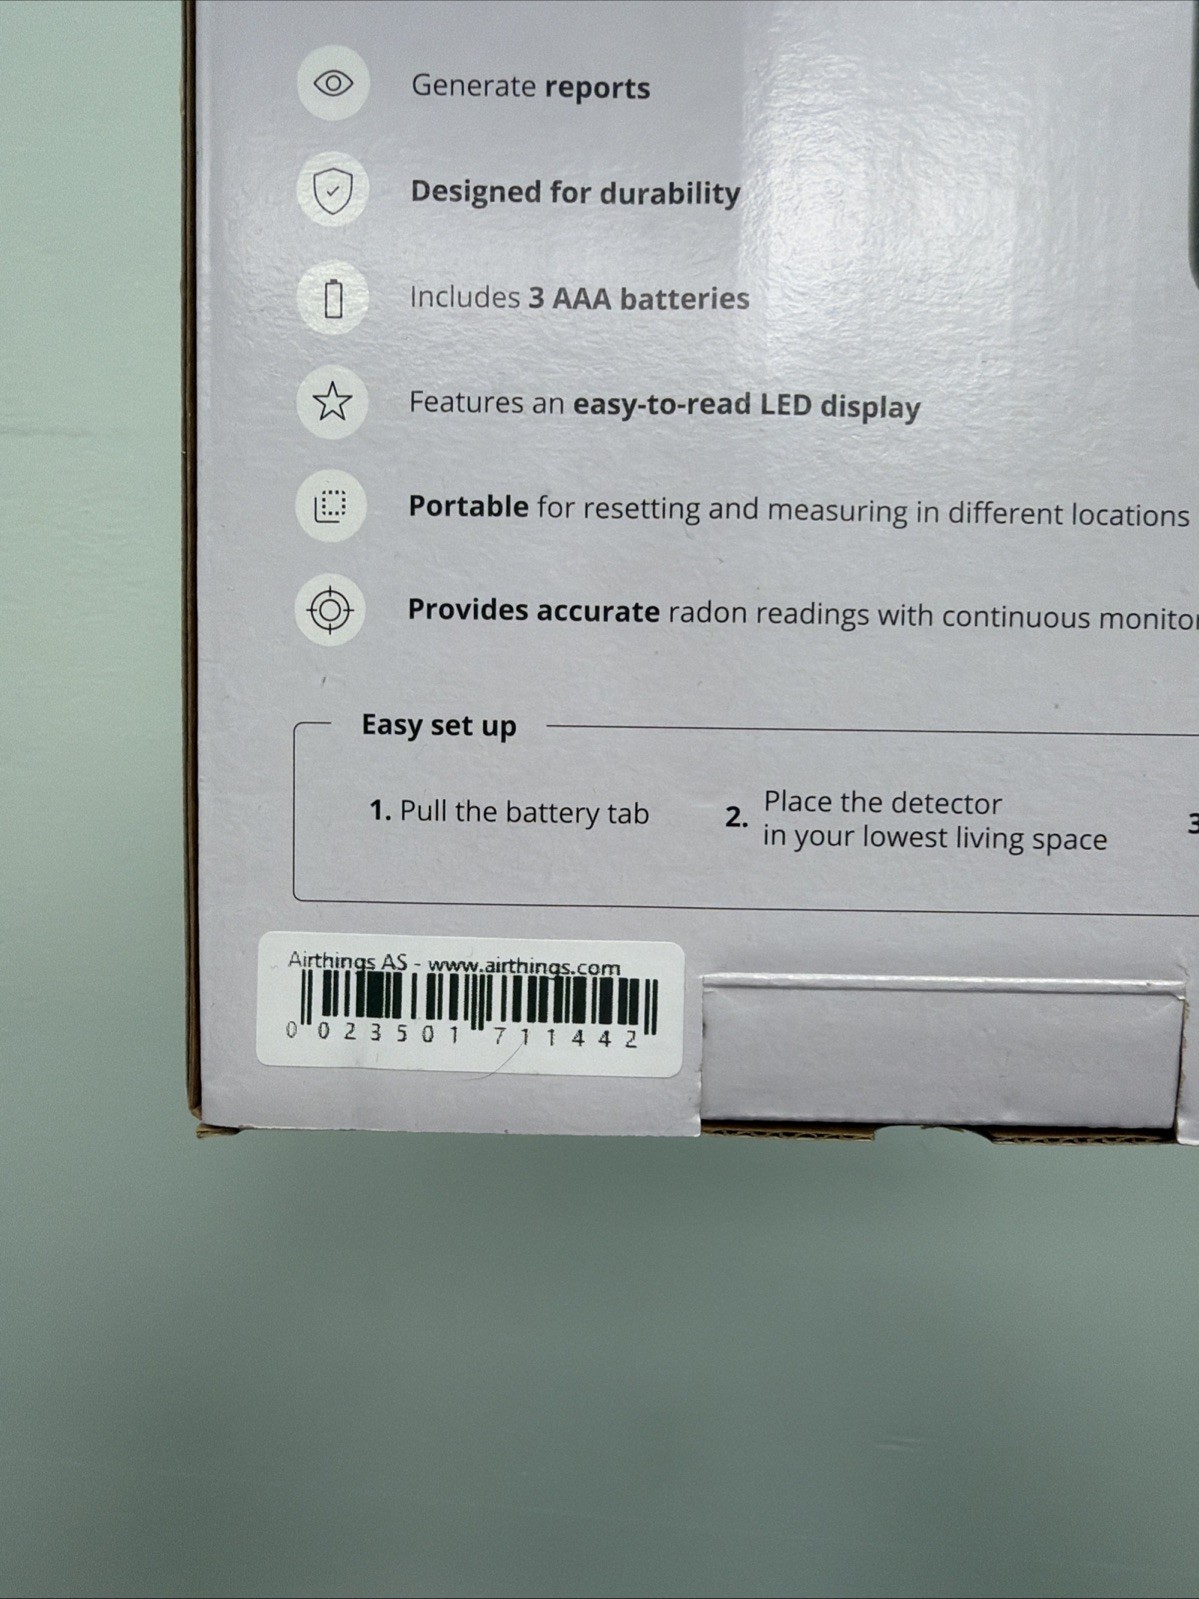 Generate reports
Designed for durability
Includes 3 AAA batteries
Features an easy-to-read LED display
Portable for resetting and measuring in different locations
Provides accurate radon readings with continuous
Easy set up
1. Pull the battery tab
2. Place the detector
in your lowest living space
3
Airthings AS - www.airthings.com
0 023501 711442